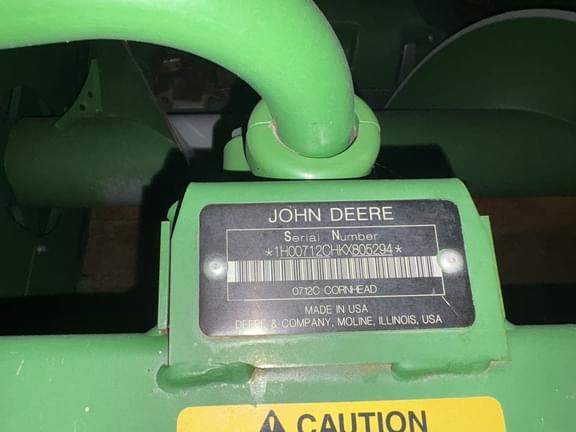 JOHN DEERE
Serial Number
*1H00712CHKX805294*
0712C CORNHEAD
MADE IN USA
DEERE & COMPANY, MOLINE, ILLINOIS, USA
CAUTION